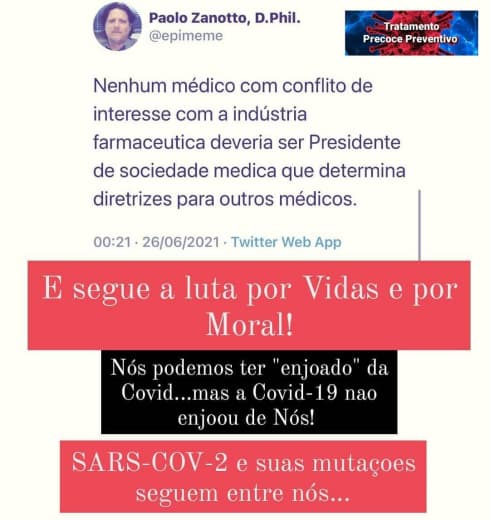 Paolo Zanotto, D.Phil.
@epimeme
Tratamento
Precoce Preventivo
Nenhum médico com conflito de
interesse com a indústria
farmaceutica deveria ser Presidente
de sociedade medica que determina
diretrizes para outros médicos.
00:21 · 26/06/2021 · Twitter Web App
E segue a luta por Vidas e por
Moral!
Nós podemos ter "enjoado" da
Covid...mas a Covid-19 nao
enjoou de Nós!
SARS-COV-2 e suas mutaçoes
seguem entre nós...